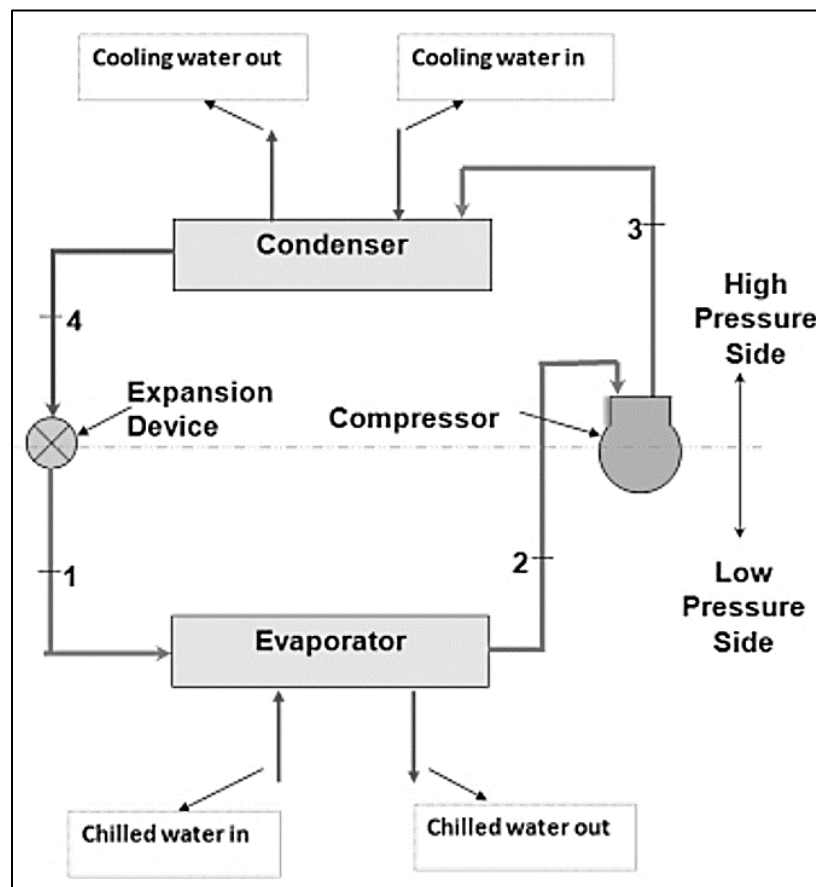 Cooling water out
Cooling water in
Condenser
3
High
Pressure
Side
4
Expansion
Device
Compressor
1
2
Low
Pressure
Side
Evaporator
Chilled water in
Chilled water out